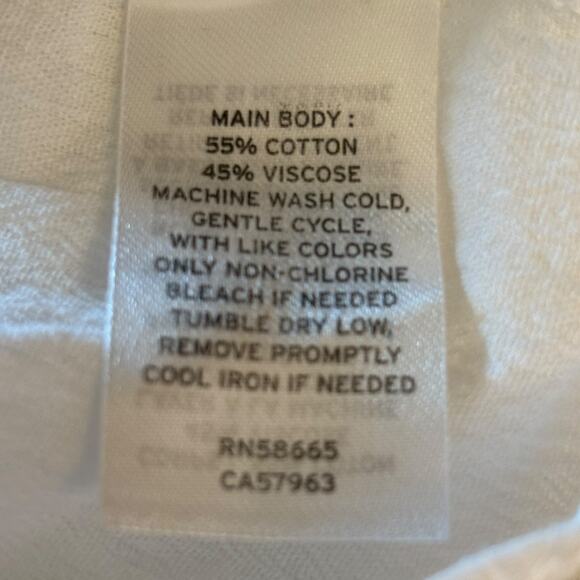 MAIN BODY :
55% COTTON
45% VISCOSE
MACHINE WASH COLD,
GENTLE CYCLE,
WITH LIKE COLORS
ONLY NON-CHLORINE
BLEACH IF NEEDED
TUMBLE DRY LOW,
REMOVE PROMPTLY
COOL IRON IF NEEDED
RN58665
CA57963